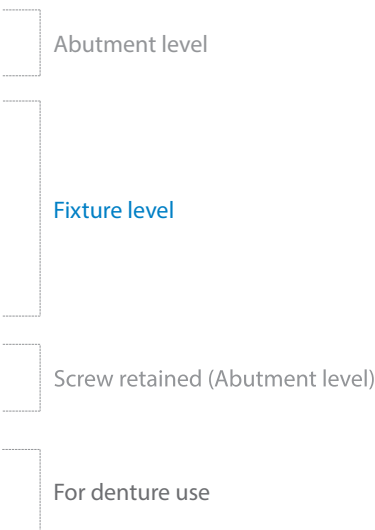 Abutment level
Fixture level
Screw retained (Abutment level)
For denture use